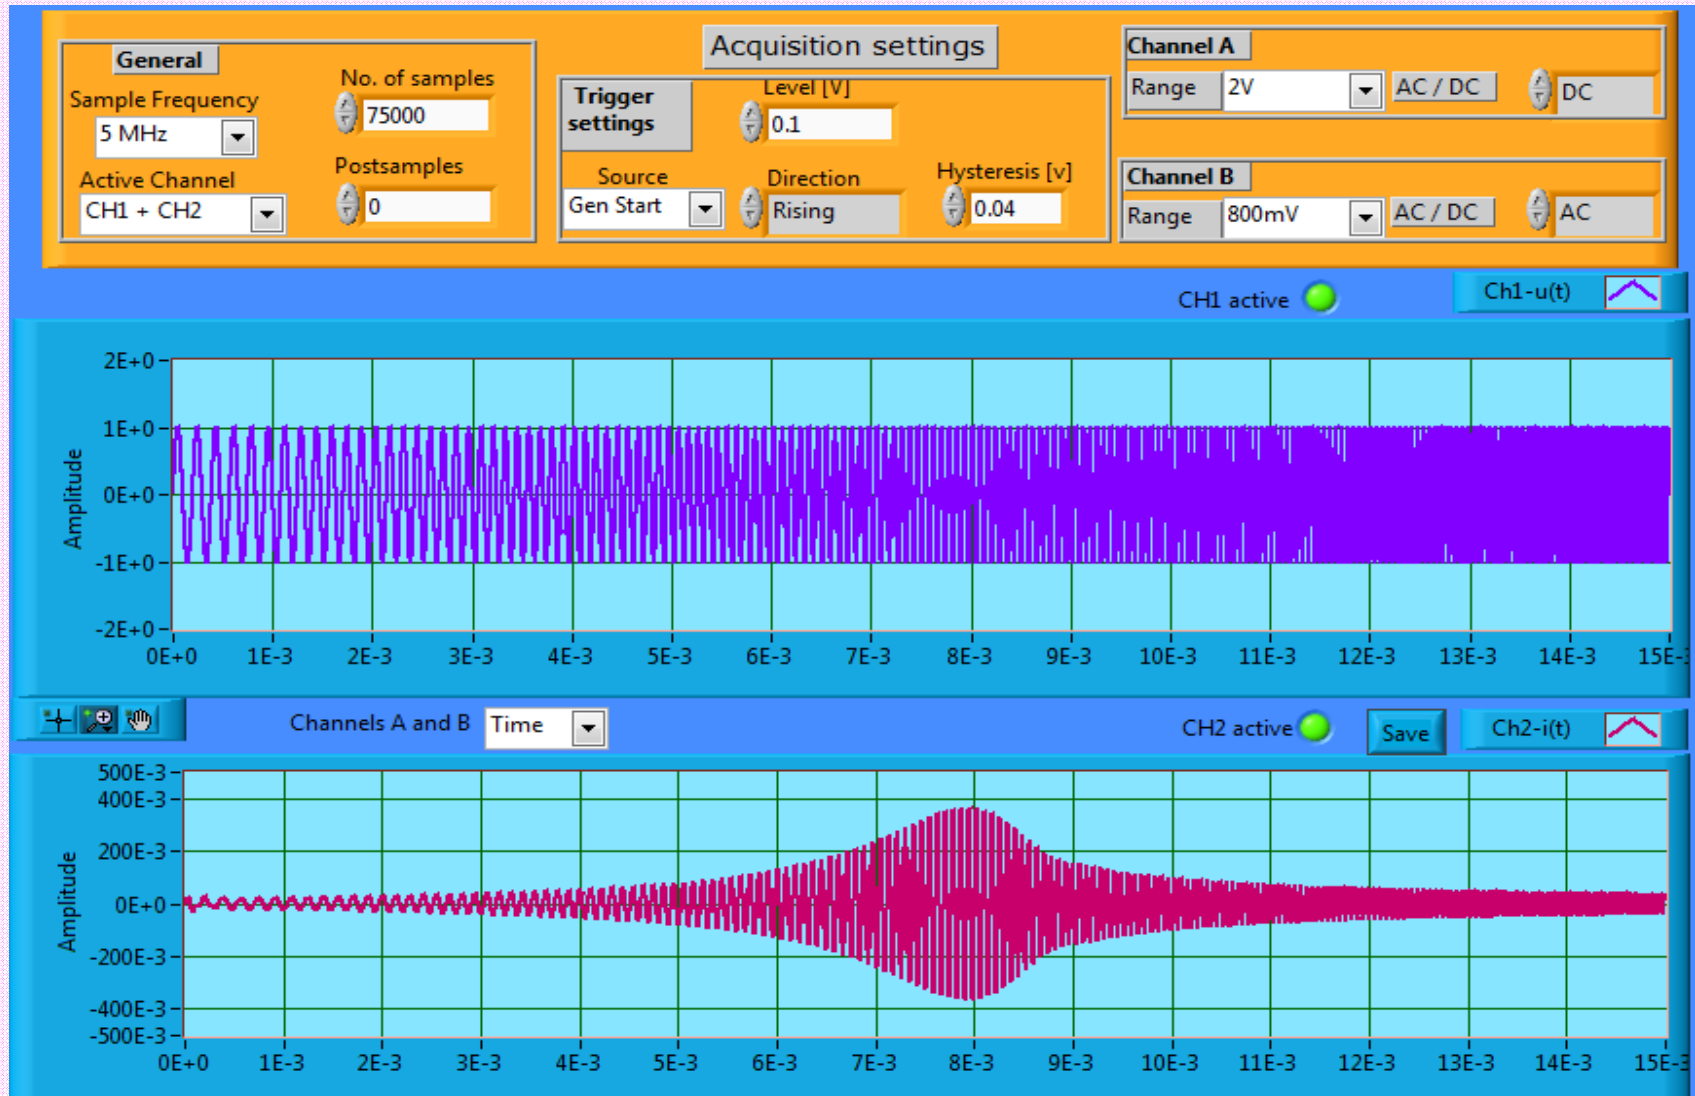 Acquisition settings
General
Sample Frequency
5 MHz
Active Channel
CH1 + CH2
No. of samples
75000
Postsamples
0
Trigger
settings
Level [V]
0.1
Source
Gen Start
Direction
Rising
Hysteresis [v]
0.04
Channel A
Range 2V AC / DC DC
Channel B
Range 800mV AC / DC AC
CH1 active
Ch1-u(t)
Amplitude
2E+0
1E+0
0E+0
-1E+0
-2E+0
0E+0 1E-3 2E-3 3E-3 4E-3 5E-3 6E-3 7E-3 8E-3 9E-3 10E-3 11E-3 12E-3 13E-3 14E-3 15E-3
Channels A and B Time
CH2 active
Save
Ch2-i(t)
Amplitude
500E-3
400E-3
200E-3
0E+0
-200E-3
-400E-3
-500E-3
0E+0 1E-3 2E-3 3E-3 4E-3 5E-3 6E-3 7E-3 8E-3 9E-3 10E-3 11E-3 12E-3 13E-3 14E-3 15E-3